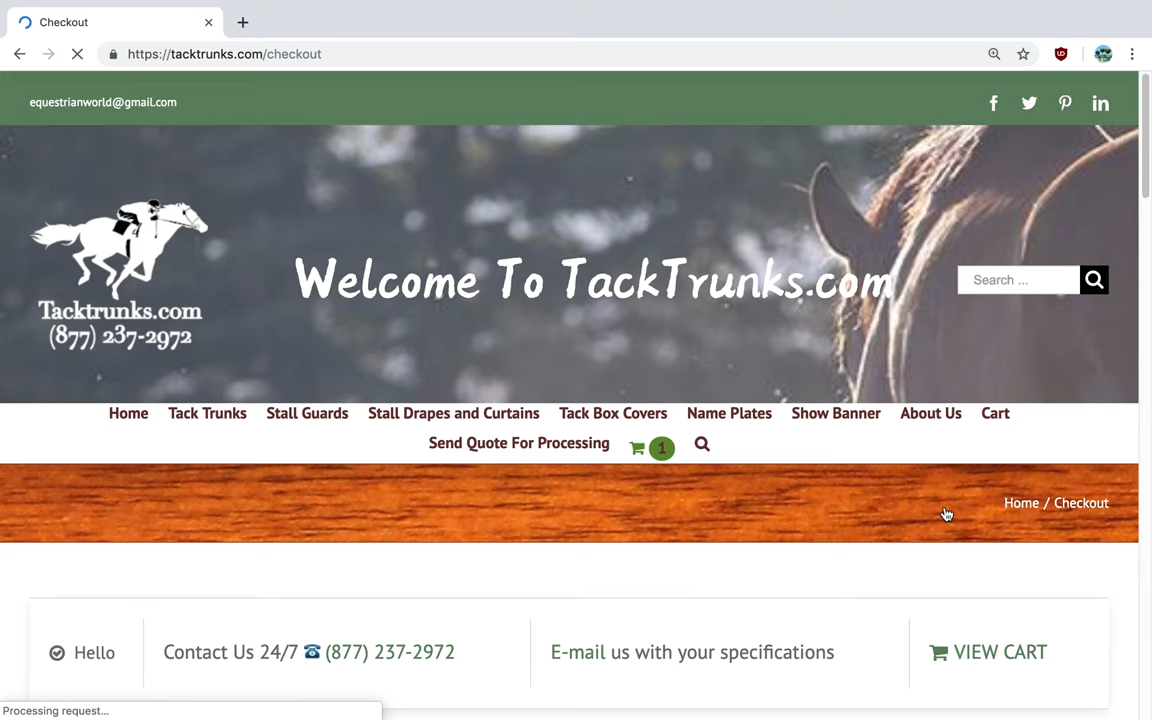 Checkout
https://tacktrunks.com/checkout
equestrianworld@gmail.com
Tacktrunks.com
(877) 237-2972
Welcome To TackTrunks.com
Search ...
Home Tack Trunks Stall Guards Stall Drapes and Curtains Tack Box Covers Name Plates Show Banner About Us Cart
Send Quote For Processing 1
Home / Checkout
Hello
Contact Us 24/7 ☎ (877) 237-2972
E-mail us with your specifications
VIEW CART
Processing request...